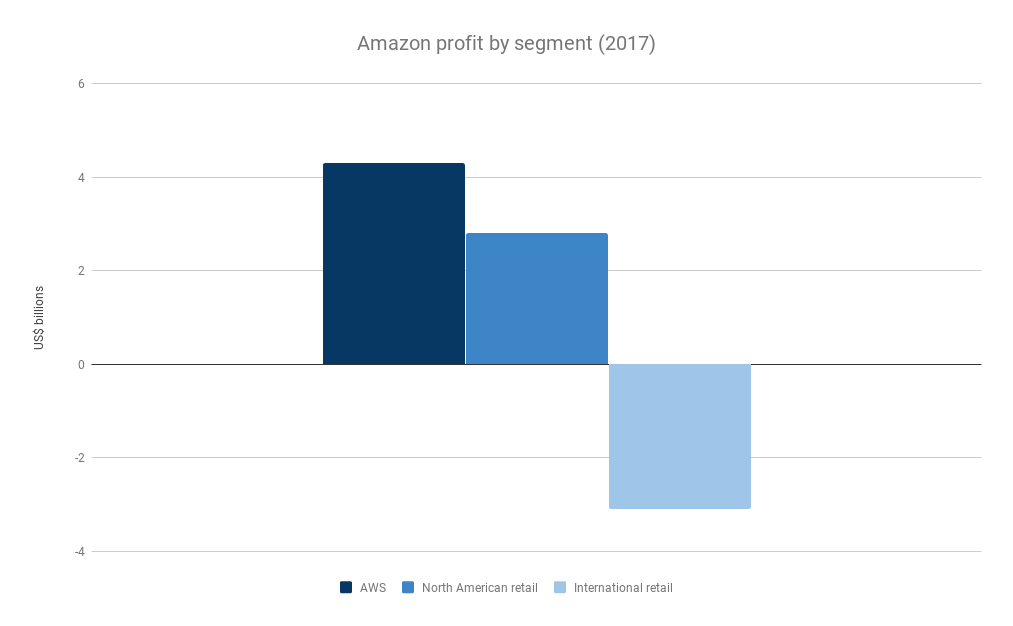 Amazon profit by segment (2017)
US$ billions
6
4
2
0
-2
-4
AWS
North American retail
International retail